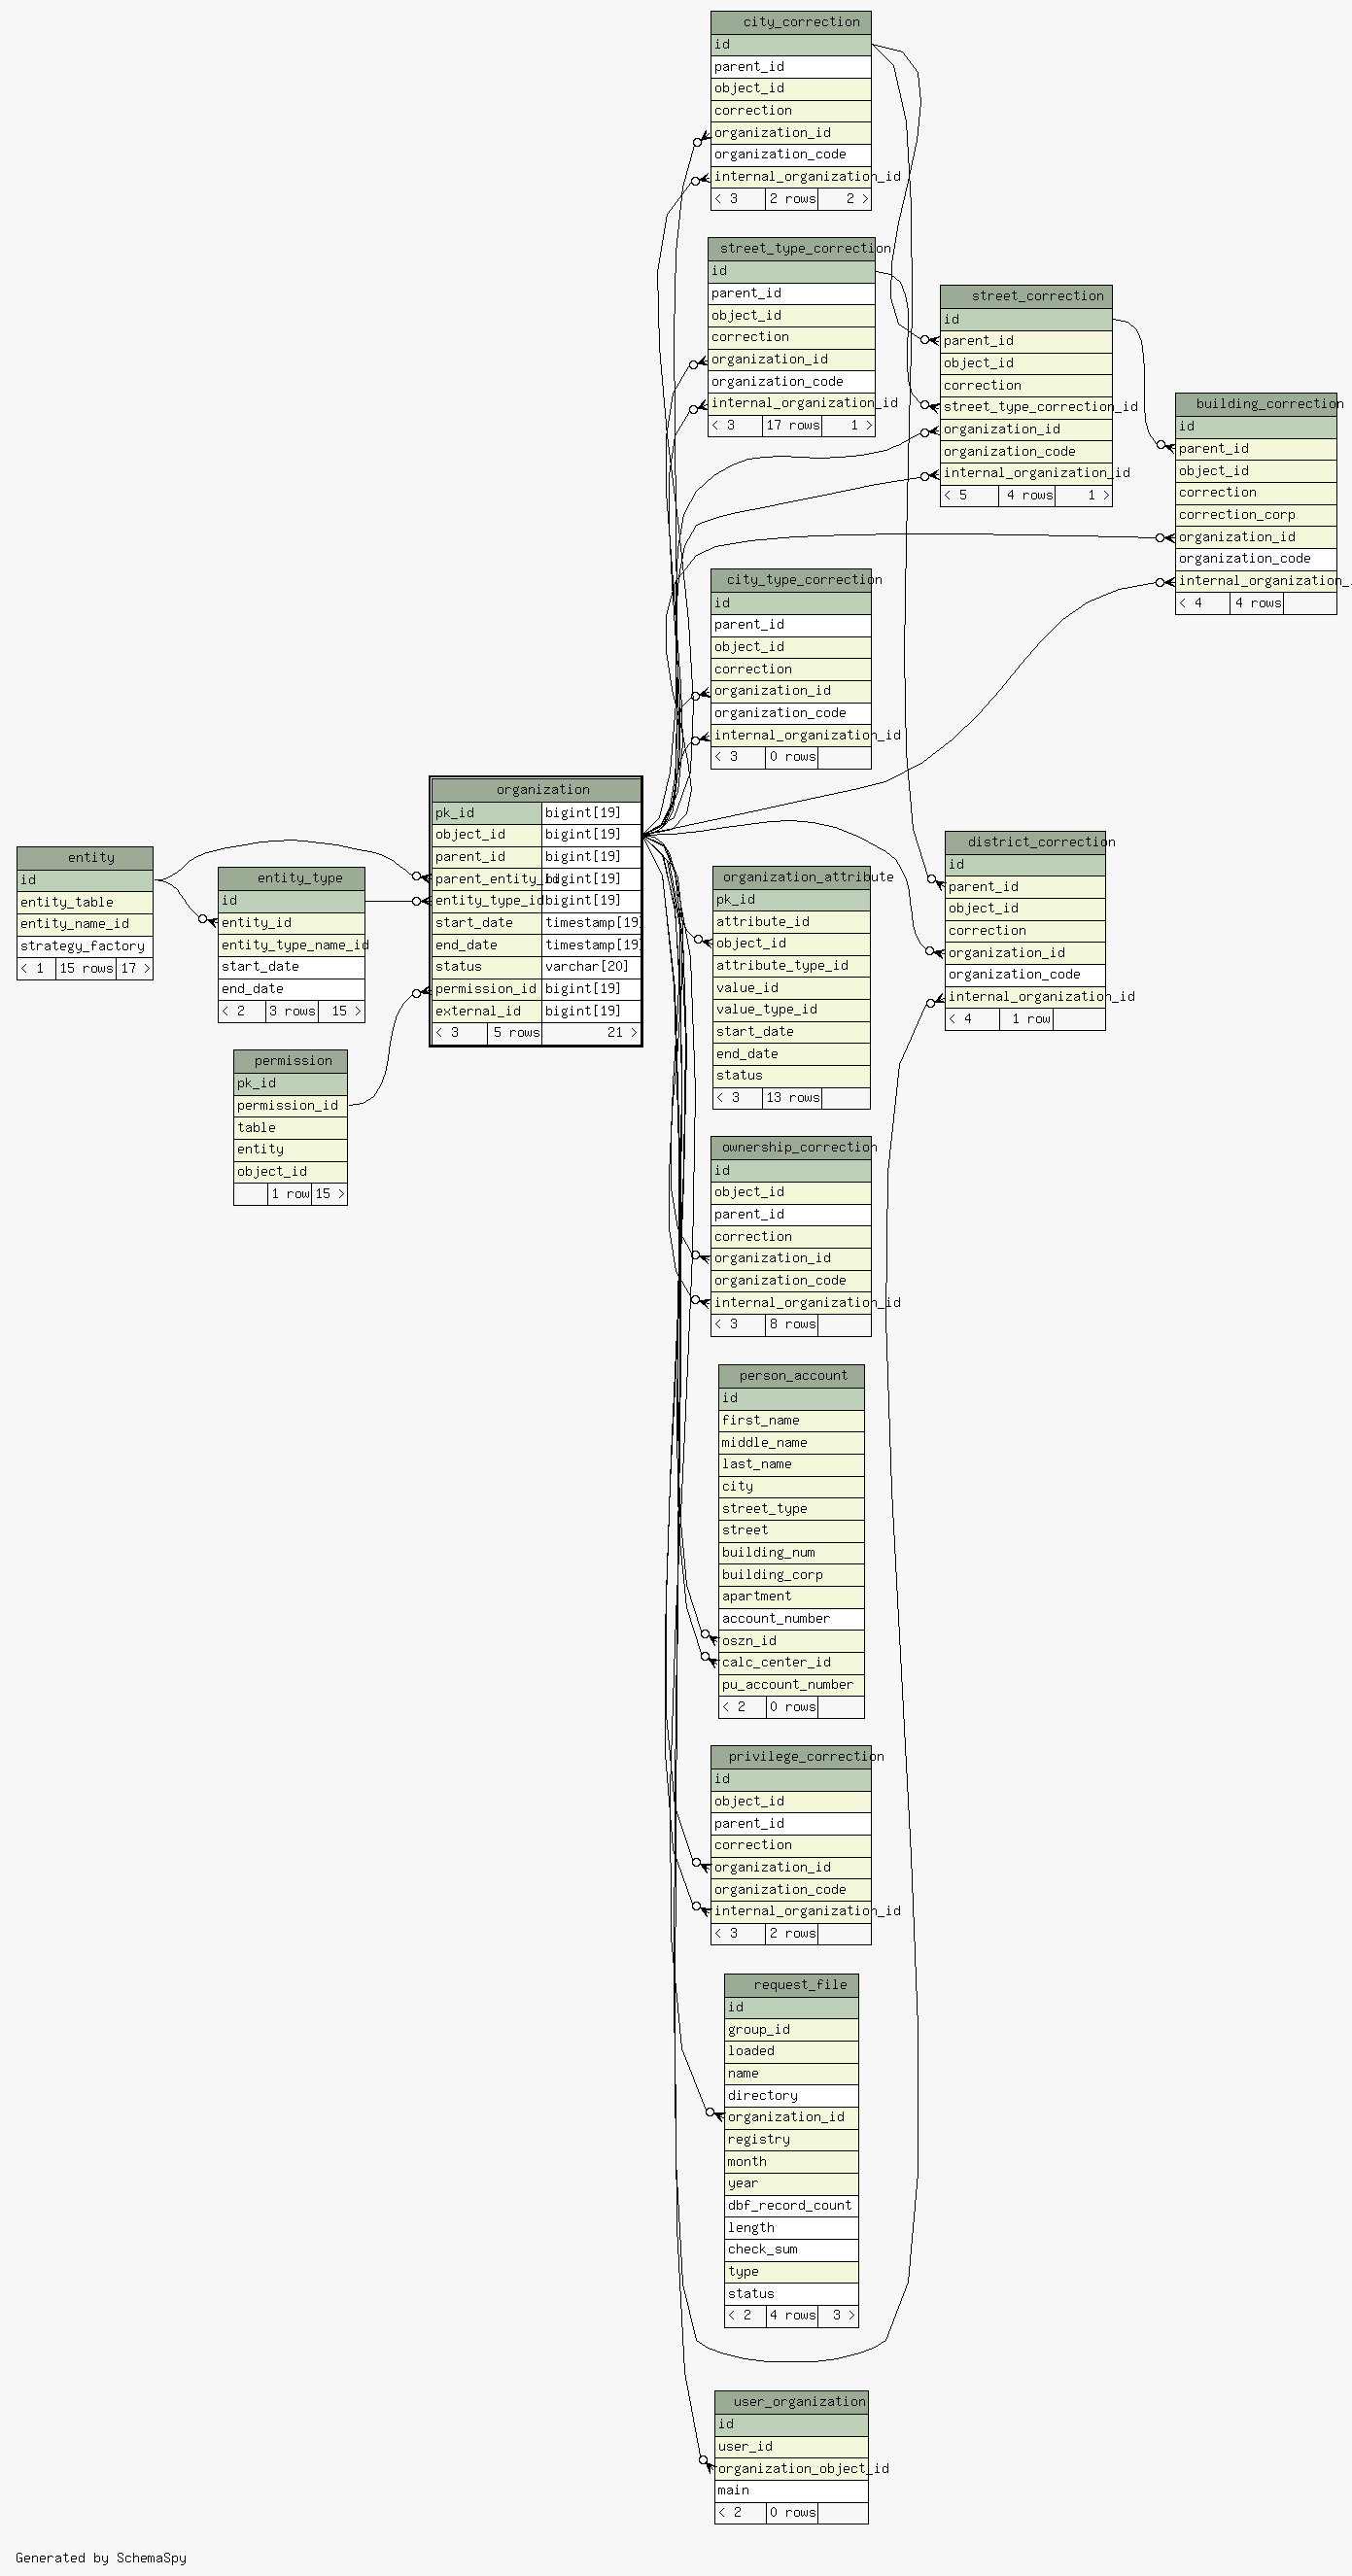 city_correction
id
parent_id
object_id
correction
organization_id
organization_code
internal_organization_id
< 3 2 rows 2 >
street_type_correction
id
parent_id
object_id
correction
organization_id
organization_code
internal_organization_id
< 3 17 rows 1 >
street_correction
id
parent_id
object_id
correction
street_type_correction_id
organization_id
organization_code
internal_organization_id
< 5 4 rows 1 >
building_correction
id
parent_id
object_id
correction
correction_corp
organization_id
organization_code
internal_organization_
< 4 4 rows
city_type_correction
id
parent_id
object_id
correction
organization_id
organization_code
internal_organization_id
< 3 0 rows
organization
pk_id bigint[19]
object_id bigint[19]
parent_id bigint[19]
parent_entity_id bigint[19]
entity_type_id bigint[19]
start_date timestamp[19]
end_date timestamp[19]
status varchar[20]
permission_id bigint[19]
external_id bigint[19]
< 3 5 rows 21 >
entity
id
entity_table
entity_name_id
strategy_factory
< 1 15 rows 17 >
entity_type
id
entity_id
entity_type_name_id
start_date
end_date
< 2 3 rows 15 >
permission
pk_id
permission_id
table
entity
object_id
1 row 15 >
district_correction
id
parent_id
object_id
correction
organization_id
organization_code
internal_organization_id
< 4 1 row
organization_attribute
pk_id
attribute_id
object_id
attribute_type_id
value_id
value_type_id
start_date
end_date
status
< 3 13 rows
ownership_correction
id
object_id
parent_id
correction
organization_id
organization_code
internal_organization_id
< 3 8 rows
person_account
id
first_name
middle_name
last_name
city
street_type
street
building_num
building_corp
apartment
account_number
oszn_id
calc_center_id
pu_account_number
< 2 0 rows
privilege_correction
id
object_id
parent_id
correction
organization_id
organization_code
internal_organization_id
< 3 2 rows
request_file
id
group_id
loaded
name
directory
organization_id
registry
month
year
dbf_record_count
length
check_sum
type
status
< 2 4 rows 3 >
user_organization
id
user_id
organization_object_id
main
< 2 0 rows
Generated by SchemaSpy